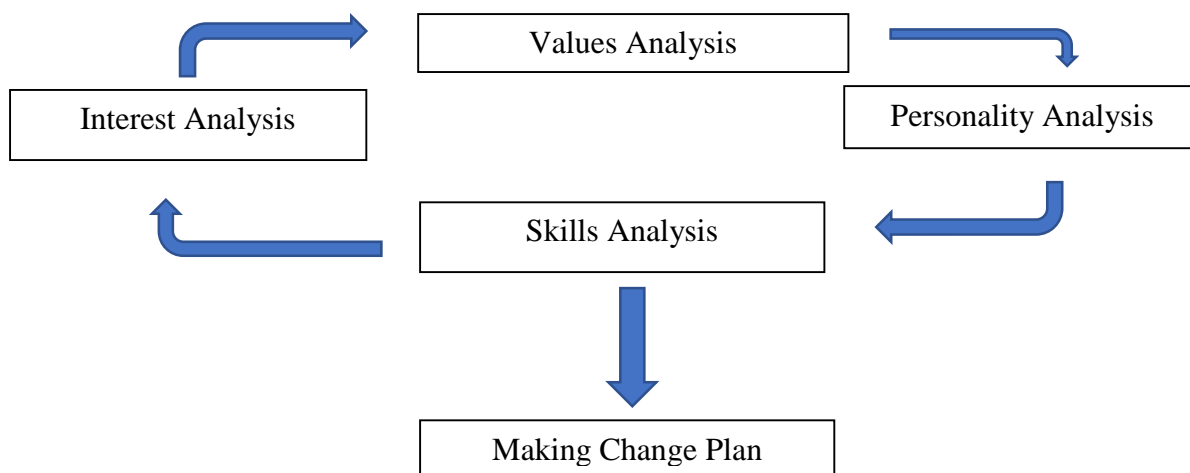 Values Analysis
Interest Analysis
Personality Analysis
Skills Analysis
Making Change Plan